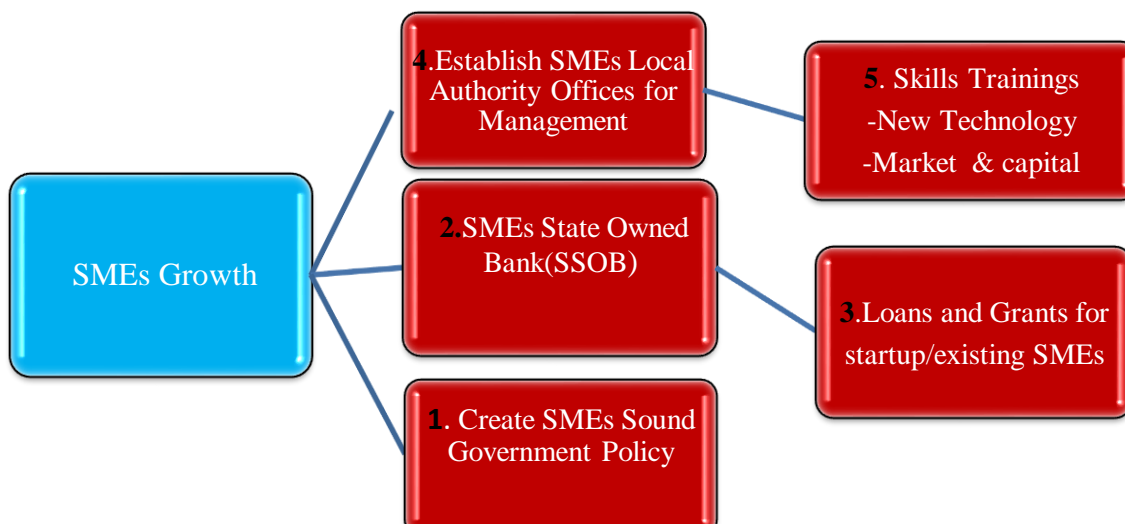 4.Establish SMEs Local
Authority Offices for
Management
5. Skills Trainings
-New Technology
-Market & capital
SMEs Growth
2.SMEs State Owned
Bank(SSOB)
3.Loans and Grants for
startup/existing SMEs
1. Create SMEs Sound
Government Policy